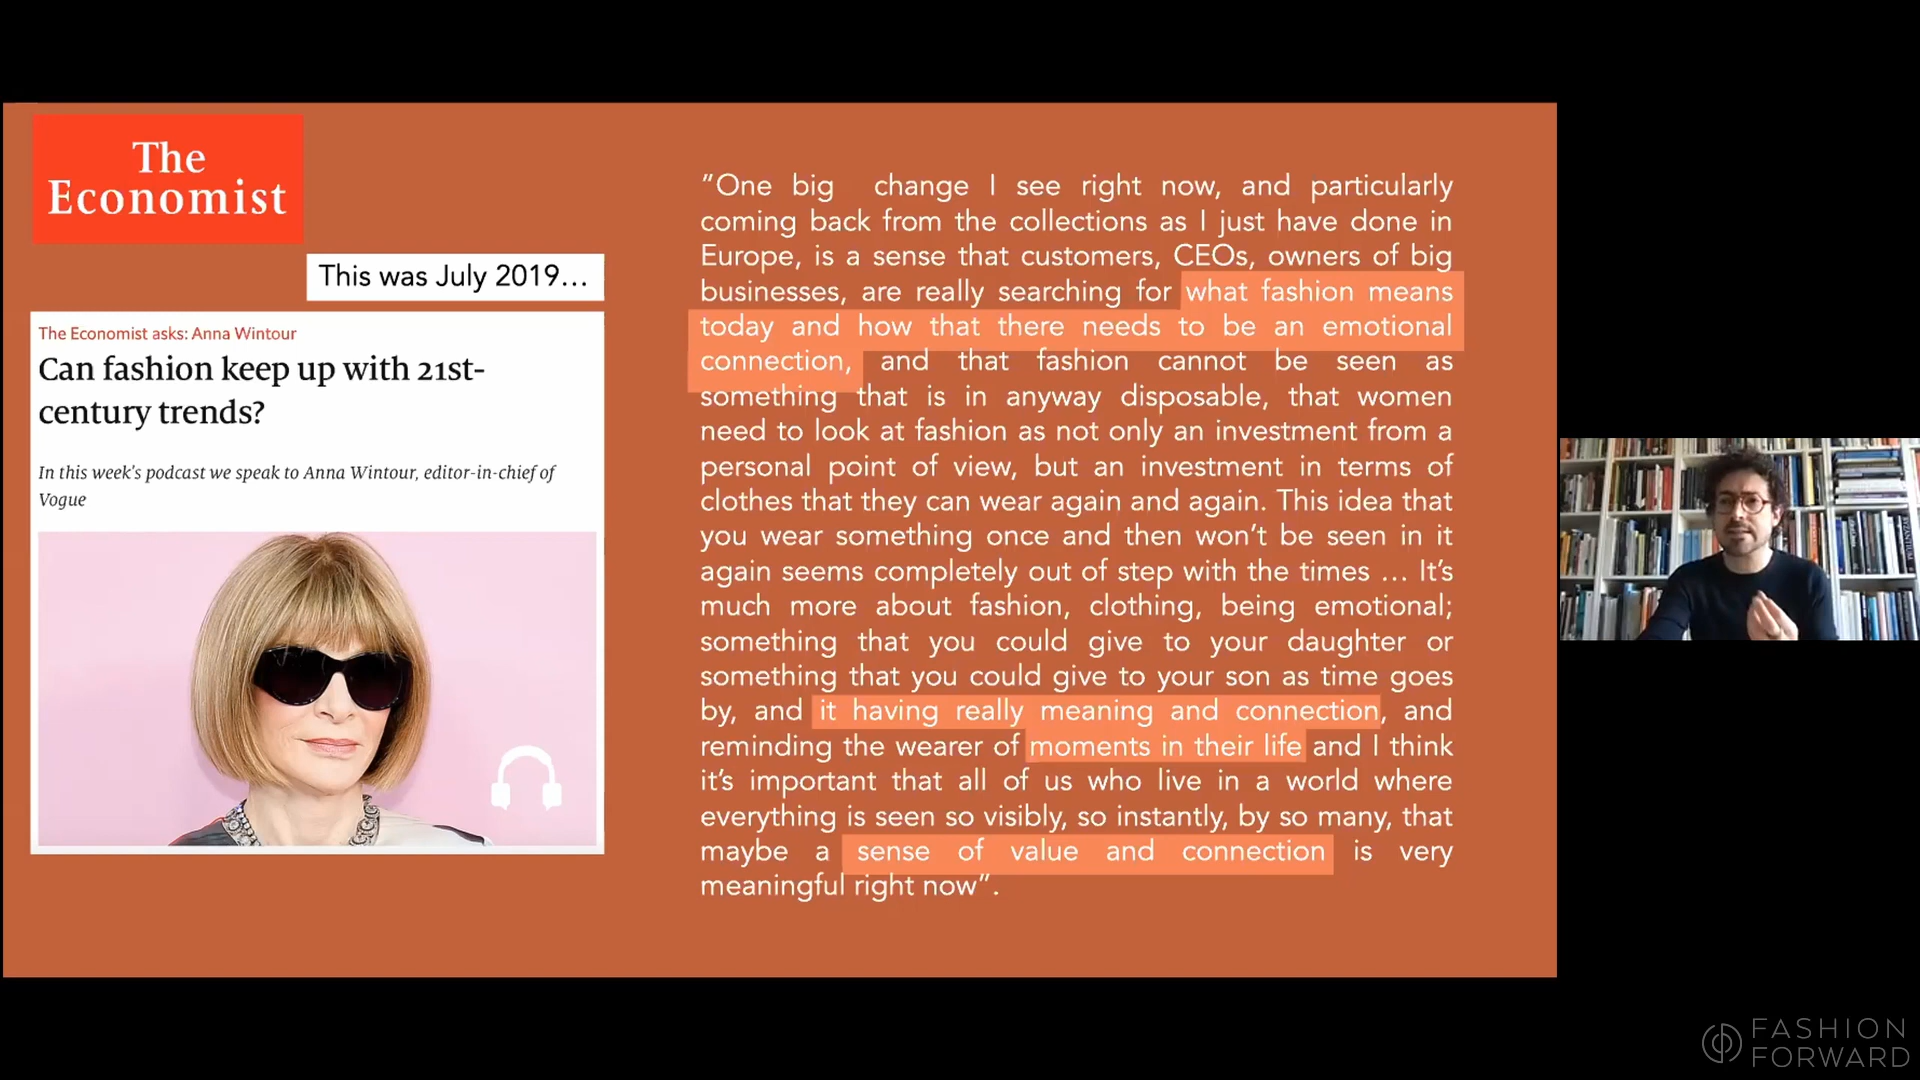 The
Economist
This was July 2019...
The Economist asks: Anna Wintour
Can fashion keep up with 21st-
century trends?
In this week's podcast we speak to Anna Wintour, editor-in-chief of
Vogue
"One big change I see right now, and particularly
coming back from the collections as I just have done in
Europe, is a sense that customers, CEOs, owners of big
businesses, are really searching for what fashion means
today and how that there needs to be an emotional
connection, and that fashion cannot be seen as
something that is in anyway disposable, that women
need to look at fashion as not only an investment from a
personal point of view, but an investment in terms of
clothes that they can wear again and again. This idea that
you wear something once and then won't be seen in it
again seems completely out of step with the times ... It's
much more about fashion, clothing, being emotional;
something that you could give to your daughter or
something that you could give to your son as time goes
by, and it having really meaning and connection, and
reminding the wearer of moments in their life and I think
it's important that all of us who live in a world where
everything is seen so visibly, so instantly, by so many, that
maybe a sense of value and connection is very
meaningful right now".
BYZANTIUM
FASHION
FORWARD